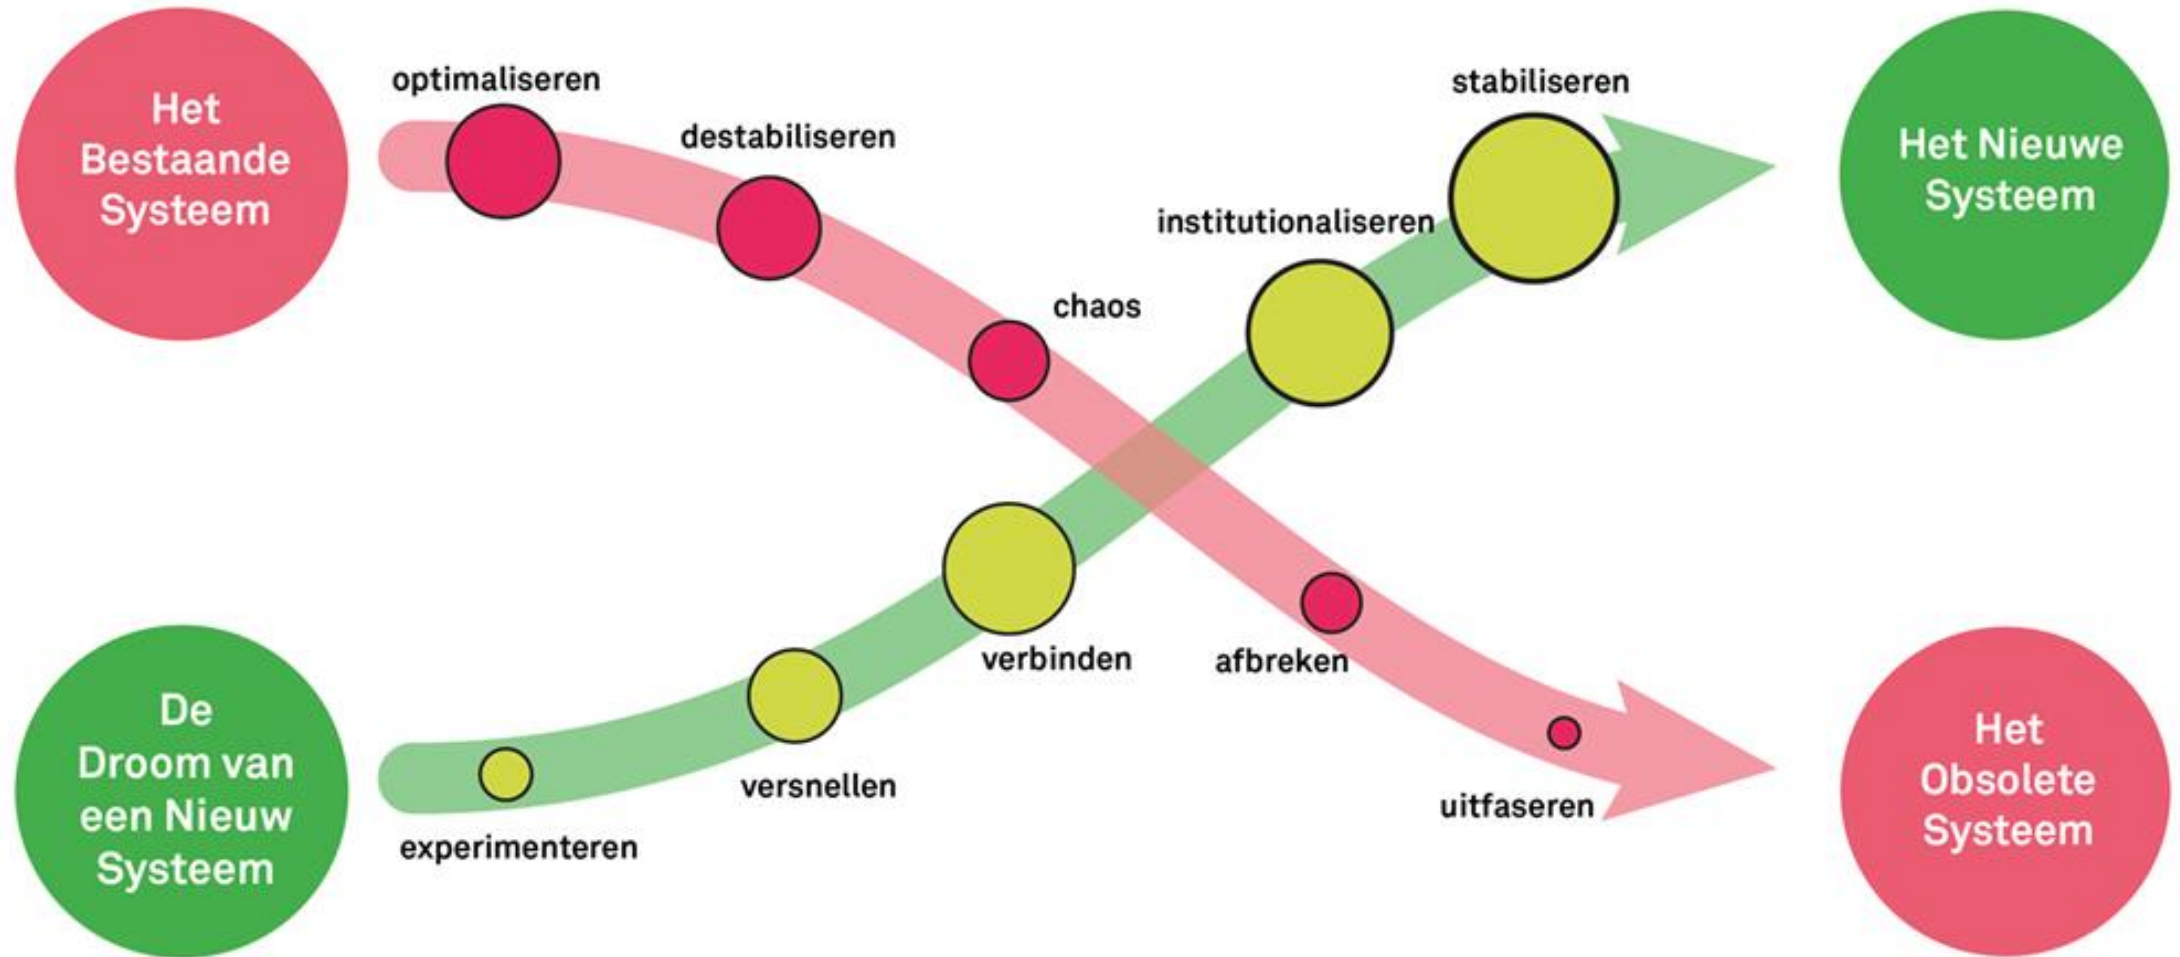 Het
Bestaande
Systeem
optimaliseren
destabiliseren
chaos
institutionaliseren
stabiliseren
Het Nieuwe
Systeem
De
Droom van
een Nieuw
Systeem
experimenteren
versnellen
verbinden
afbreken
uitfaseren
Het
Obsolete
Systeem